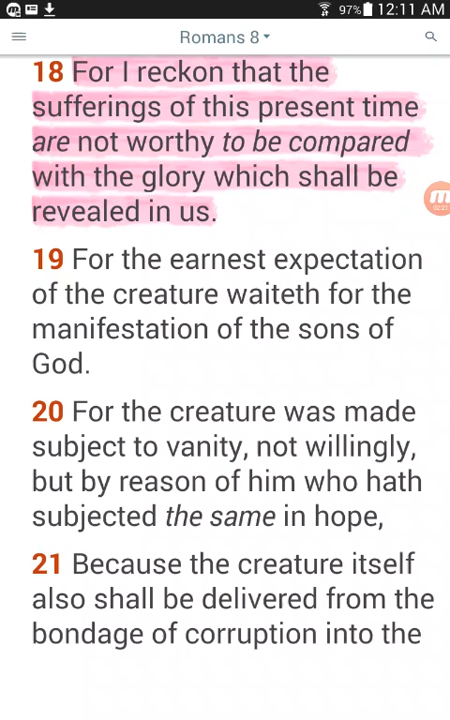 97% 12:11 AM
Romans 8
18 For I reckon that the
sufferings of this present time
are not worthy to be compared
with the glory which shall be
revealed in us.
19 For the earnest expectation
of the creature waiteth for the
manifestation of the sons of
God.
20 For the creature was made
subject to vanity, not willingly,
but by reason of him who hath
subjected the same in hope,
21 Because the creature itself
also shall be delivered from the
bondage of corruption into the